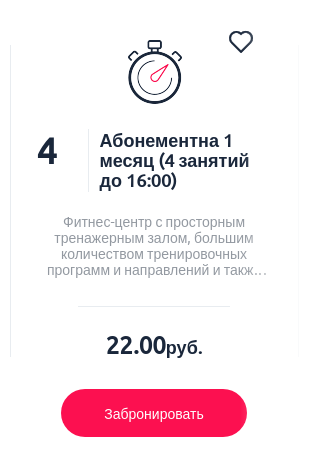 4
Абонементна 1
месяц (4 занятий
до 16:00)
Фитнес-центр с просторным
тренажерным залом, большим
количеством тренировочных
программ и направлений и такж...
22.00руб.
Забронировать